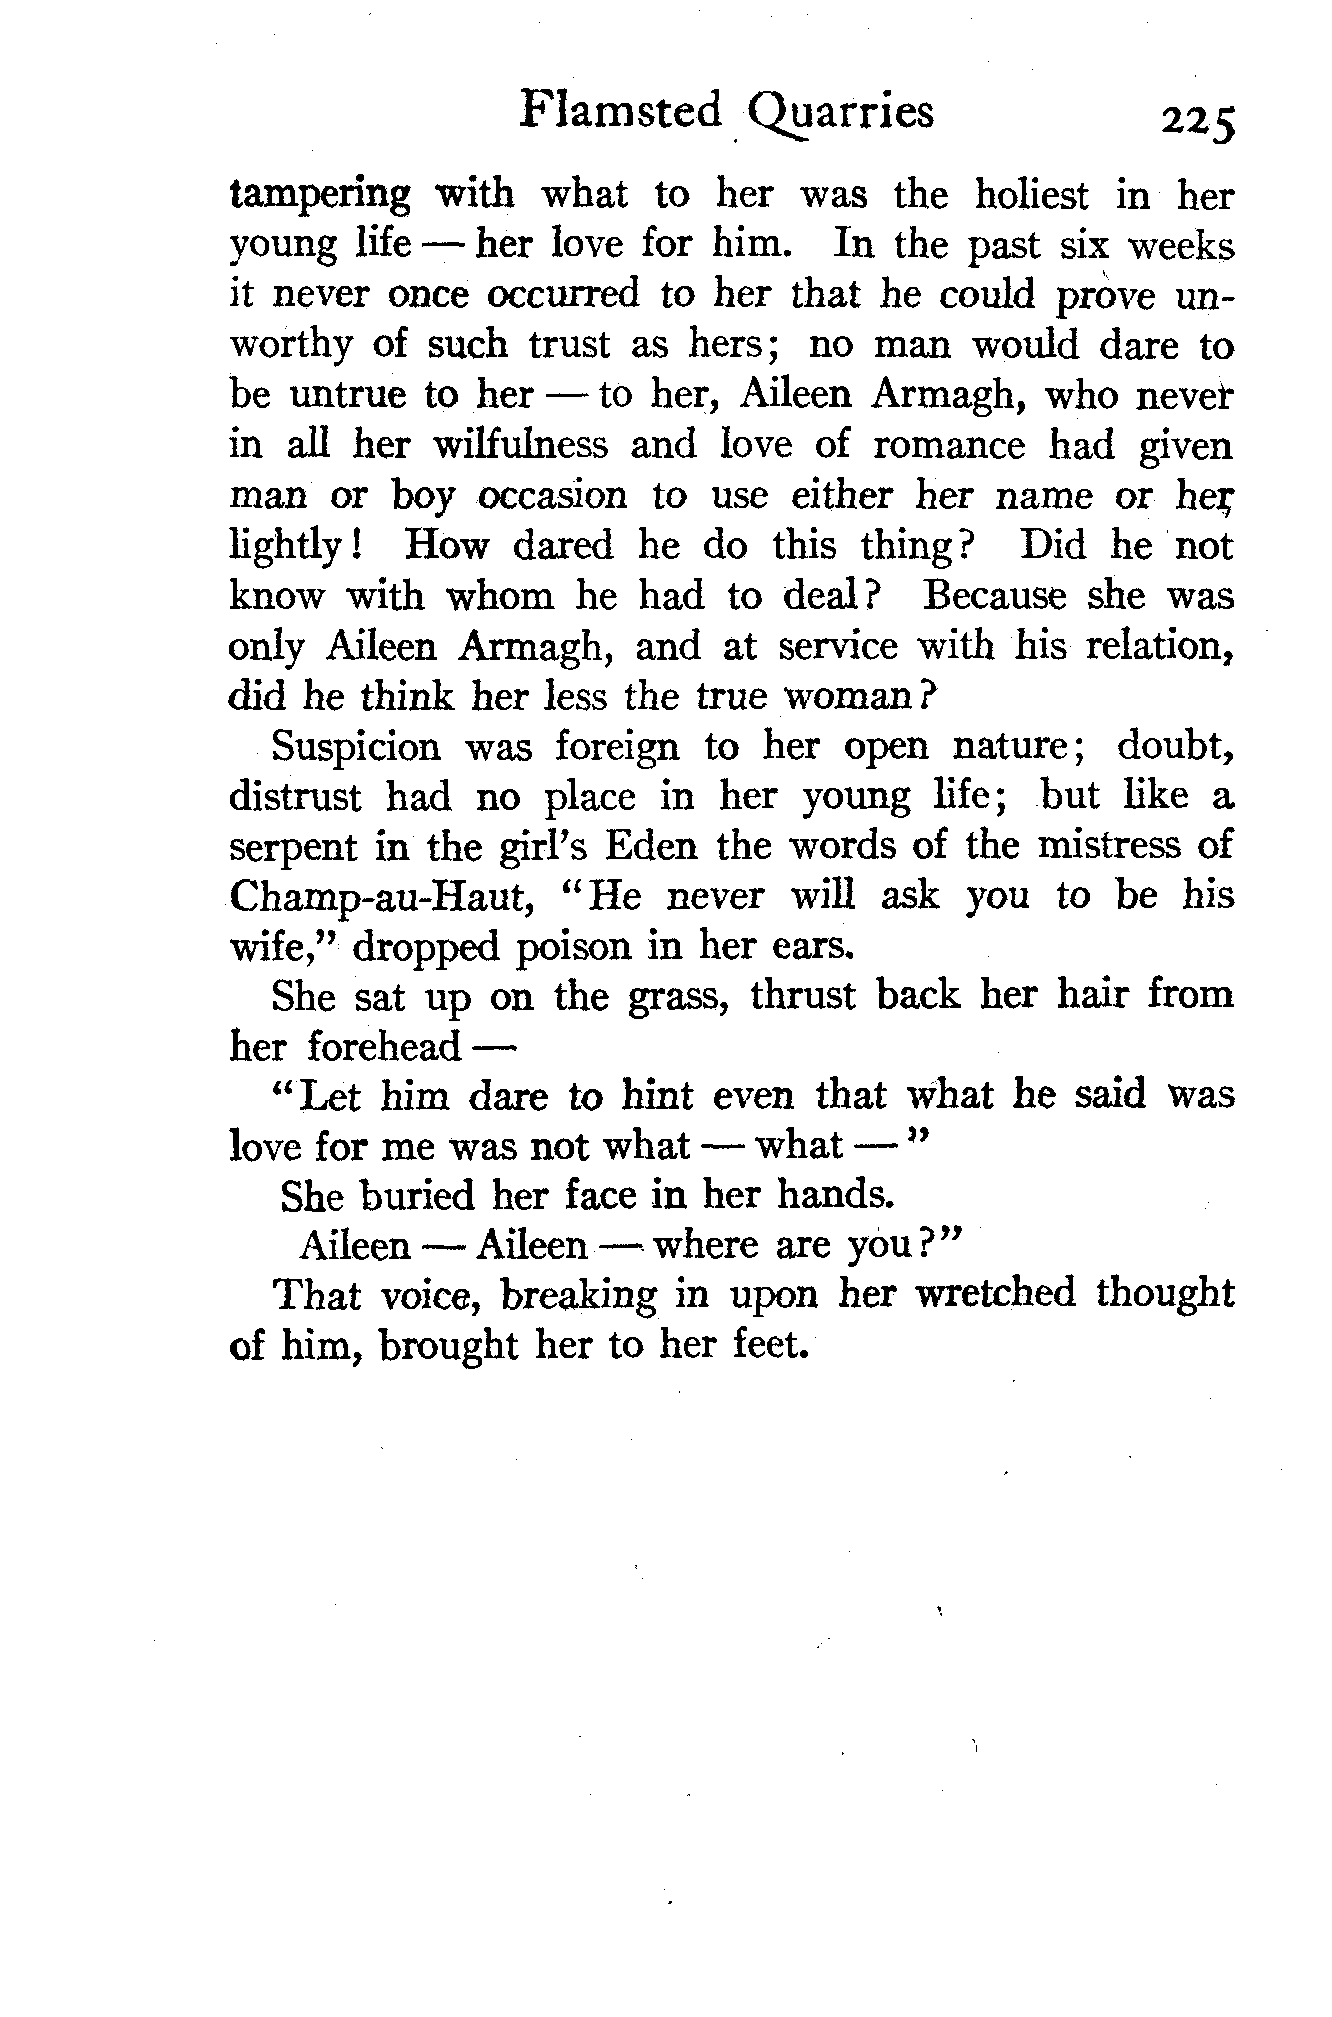 Flamsted Quarries 225
tampering with what to her was the holiest in her
young life — her love for him. In the past six weeks
it never once occurred to her that he could prove un-
worthy of such trust as hers; no man would dare to
be untrue to her — to her, Aileen Armagh, who never
in all her wilfulness and love of romance had given
man or boy occasion to use either her name or her
lightly! How dared he do this thing? Did he not
know with whom he had to deal? Because she was
only Aileen Armagh, and at service with his relation,
did he think her less the true woman?
Suspicion was foreign to her open nature; doubt,
distrust had no place in her young life; but like a
serpent in the girl's Eden the words of the mistress of
Champ-au-Haut, "He never will ask you to be his
wife," dropped poison in her ears.
She sat up on the grass, thrust back her hair from
her forehead —
"Let him dare to hint even that what he said was
love for me was not what — what — "
She buried her face in her hands.
Aileen — Aileen — where are you?"
That voice, breaking in upon her wretched thought
of him, brought her to her feet.